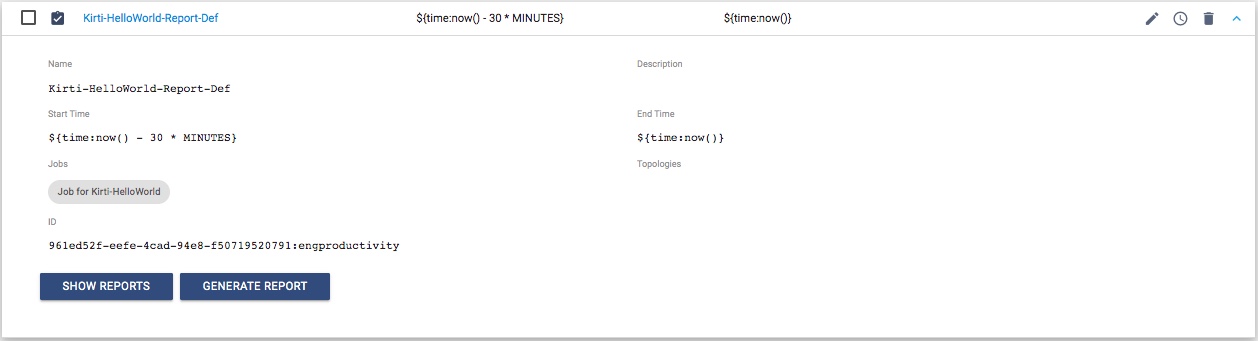 Kirti-HelloWorld-Report-Def ${time:now() - 30 * MINUTES} ${time:now()}
Name Description
Kirti-HelloWorld-Report-Def
Start Time End Time
${time:now() - 30 * MINUTES} ${time:now()}
Jobs Topologies
Job for Kirti-HelloWorld
ID
961ed52f-eefe-4cad-94e8-f50719520791:engproductivity
SHOW REPORTS GENERATE REPORT